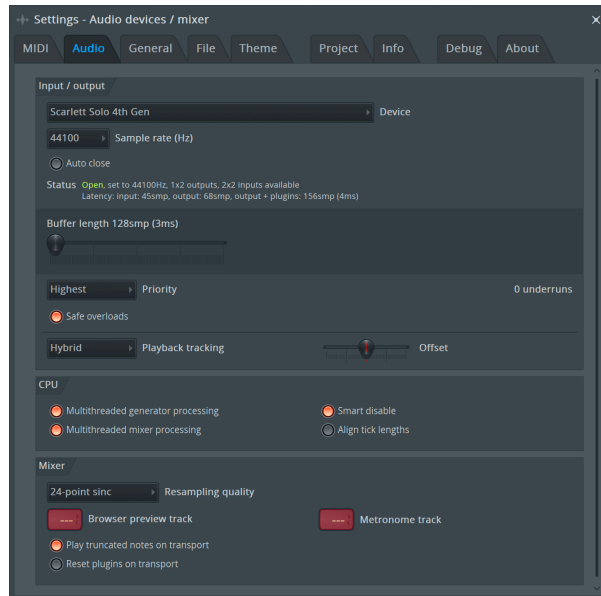 Settings - Audio devices / mixer
MIDI Audio General File Theme Project Info Debug About
Input / output
Scarlett Solo 4th Gen Device
44100 Sample rate (Hz)
Auto close
Status Open, set to 44100Hz, 1x2 outputs, 2x2 inputs available
Latency: input: 45smp, output: 68smp, output + plugins: 156smp (4ms)
Buffer length 128smp (3ms)
Highest Priority 0 underruns
Safe overloads
Hybrid Playback tracking Offset
CPU
Multithreaded generator processing Smart disable
Multithreaded mixer processing Align tick lengths
Mixer
24-point sinc Resampling quality
--- Browser preview track --- Metronome track
Play truncated notes on transport
Reset plugins on transport